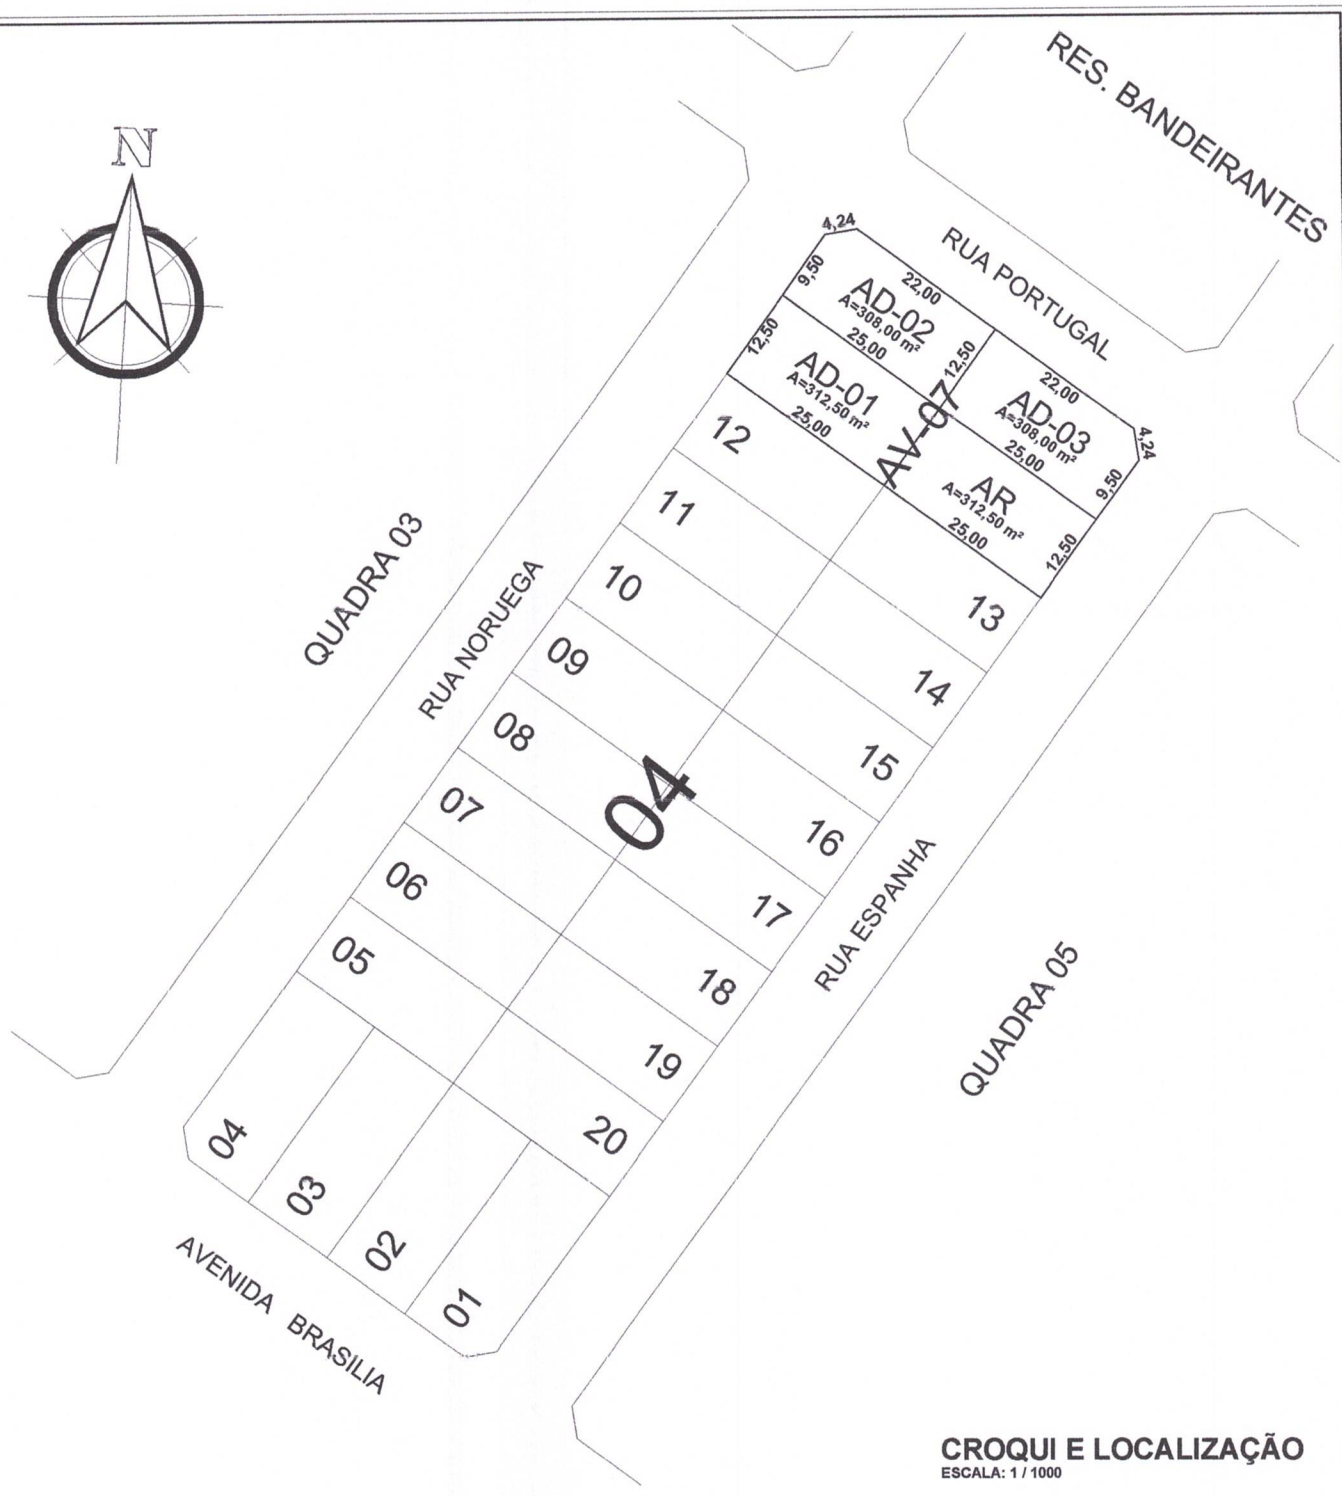 N
RES. BANDEIRANTES
RUA PORTUGAL
4,24
9,50
22,00
AD-02
A=308,00 m²
25,00
12,50
12,50
AD-01
A=312,50 m²
25,00
AV-07
22,00
AD-03
A=308,00 m²
25,00
4,24
9,50
AR
A=312,50 m²
25,00
12,50
QUADRA 03
RUA NORUEGA
12
11
10
09
08
07
06
05
04
13
14
15
16
17
18
19
20
RUA ESPANHA
QUADRA 05
04
03
02
01
AVENIDA BRASILIA
CROQUI E LOCALIZAÇÃO
ESCALA: 1 / 1000